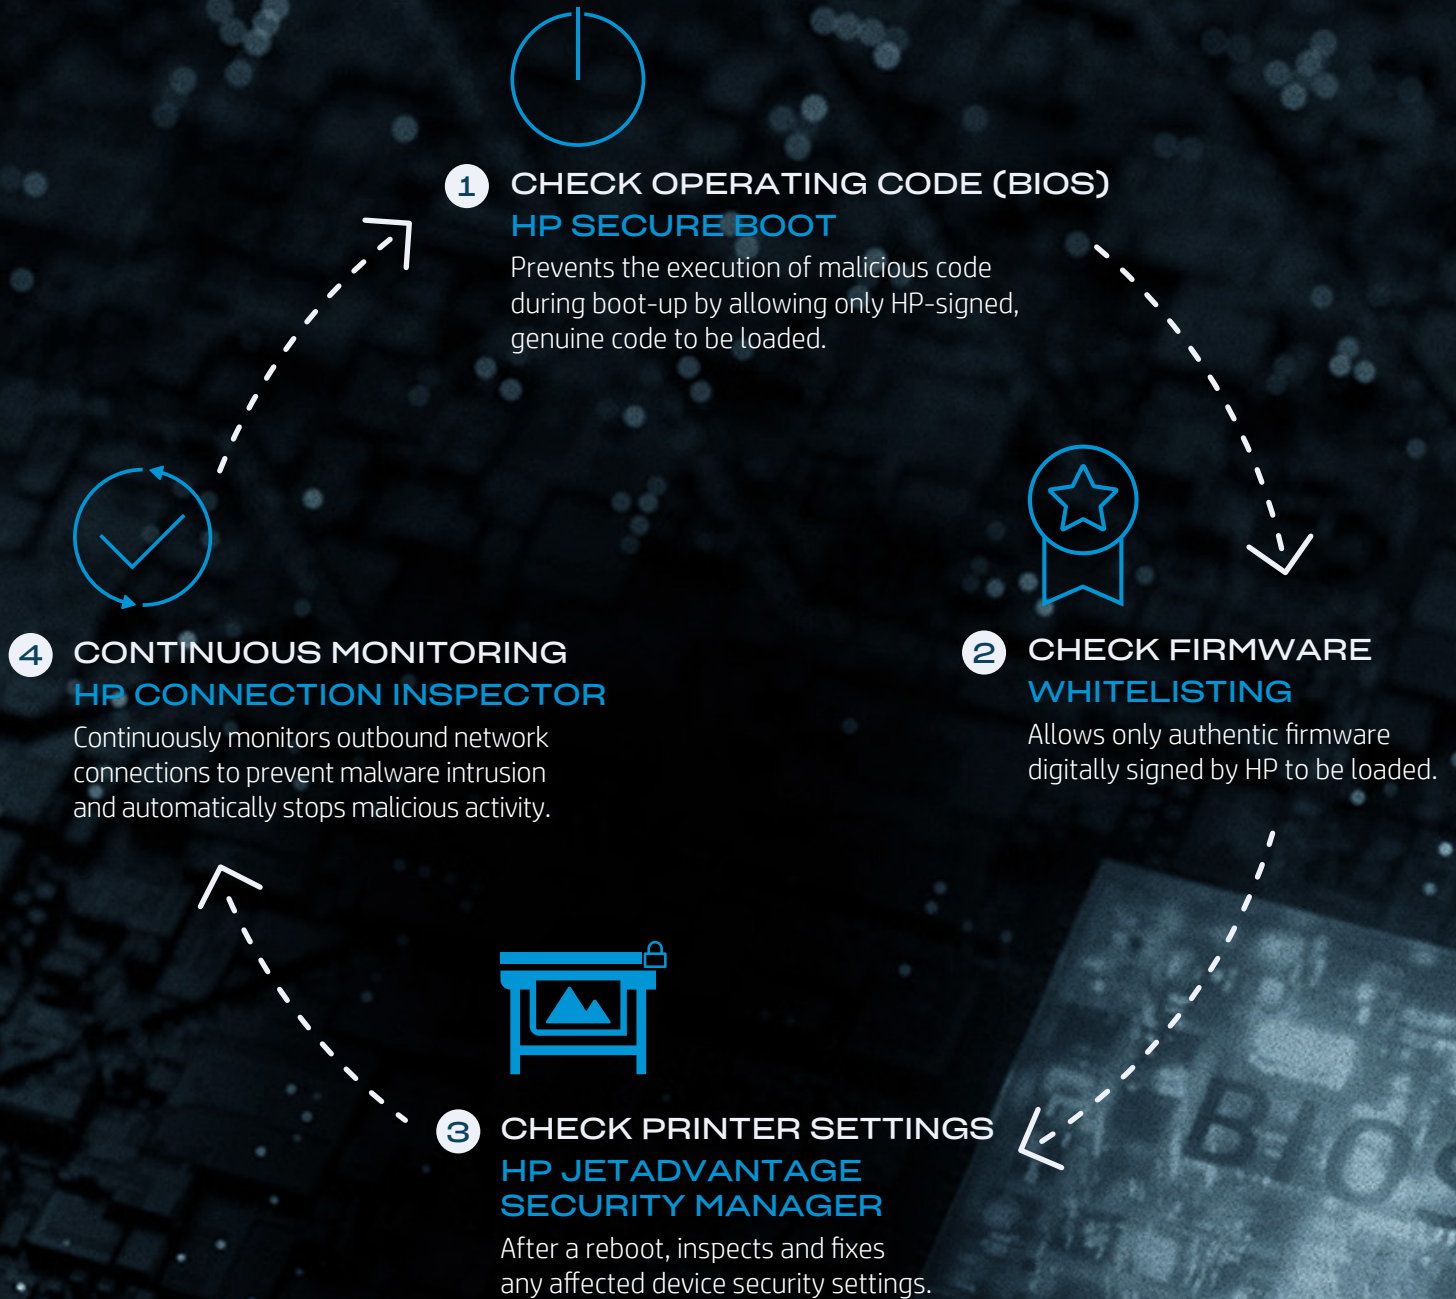 1
CHECK OPERATING CODE (BIOS)
HP SECURE BOOT
Prevents the execution of malicious code
during boot-up by allowing only HP-signed,
genuine code to be loaded.
2
CHECK FIRMWARE
WHITELISTING
Allows only authentic firmware
digitally signed by HP to be loaded.
3
CHECK PRINTER SETTINGS
HP JETADVANTAGE
SECURITY MANAGER
After a reboot, inspects and fixes
any affected device security settings.
4
CONTINUOUS MONITORING
HP CONNECTION INSPECTOR
Continuously monitors outbound network
connections to prevent malware intrusion
and automatically stops malicious activity.
BIOS